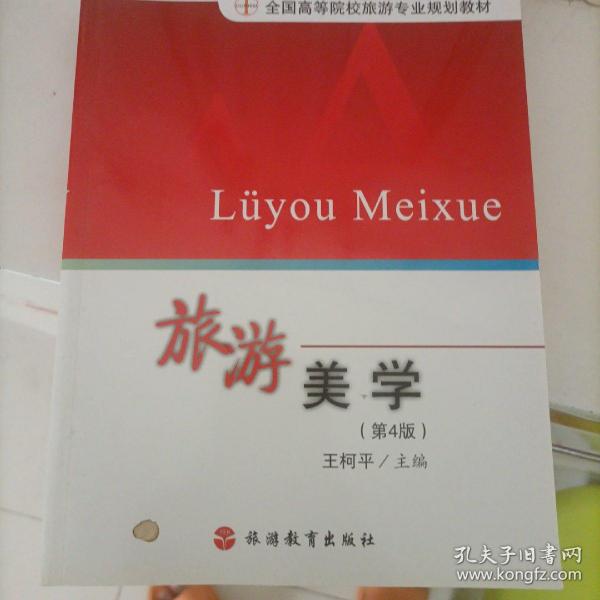 全国高等院校旅游专业规划教材
Lüyou Meixue
旅游
美学
（第4版）
王柯平／主编
旅游教育出版社
孔夫子旧书网
www.kongfz.com